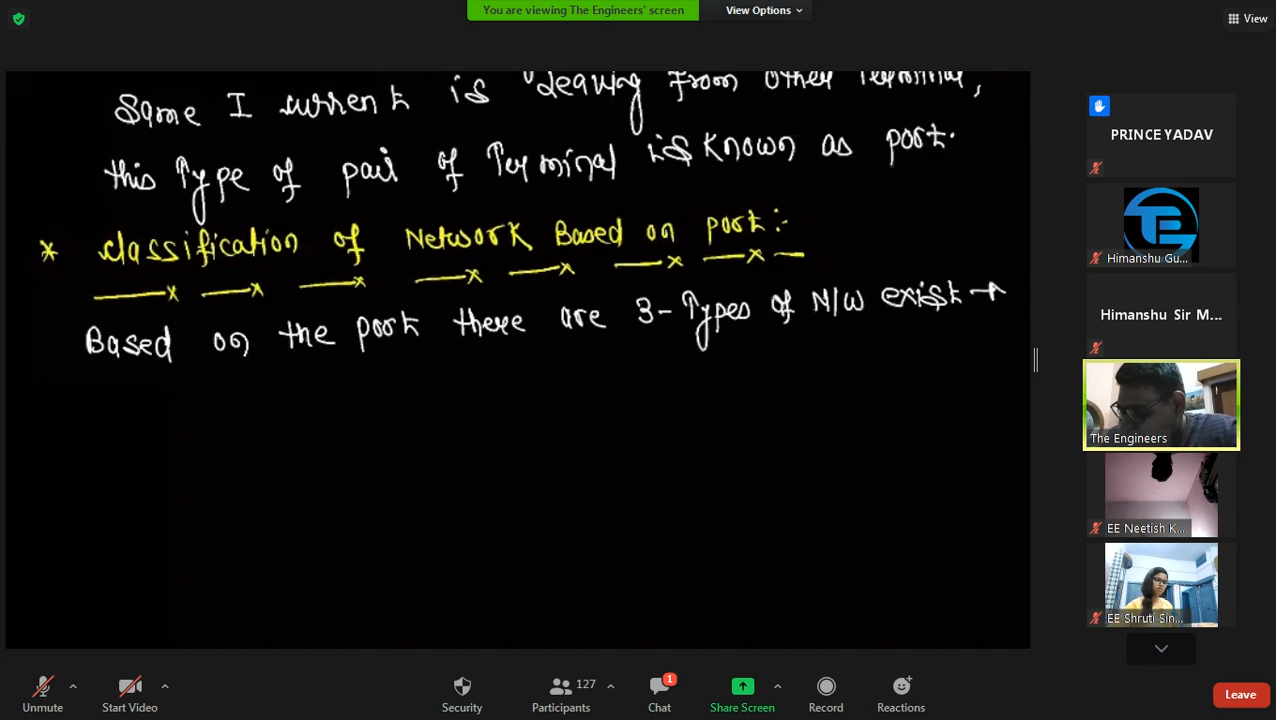 You are viewing The Engineers' screen
View Options
View
Same I current is leaving from other Terminal,
this Type of pair of Terminal is known as port.
* classification of Network Based on port:-
Based on the port there are 3-Types of N/W exist →
PRINCE YADAV
TE
Himanshu Gu...
Himanshu Sir M...
The Engineers
EE Neetish K...
EE Shruti Sin...
Unmute
Start Video
Security
127
Participants
1
Chat
Share Screen
Record
Reactions
Leave